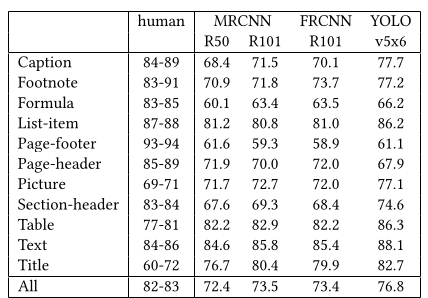 human MRCNN FRCNN YOLO
R50 R101 R101 v5x6
Caption 84-89 68.4 71.5 70.1 77.7
Footnote 83-91 70.9 71.8 73.7 77.2
Formula 83-85 60.1 63.4 63.5 66.2
List-item 87-88 81.2 80.8 81.0 86.2
Page-footer 93-94 61.6 59.3 58.9 61.1
Page-header 85-89 71.9 70.0 72.0 67.9
Picture 69-71 71.7 72.7 72.0 77.1
Section-header 83-84 67.6 69.3 68.4 74.6
Table 77-81 82.2 82.9 82.2 86.3
Text 84-86 84.6 85.8 85.4 88.1
Title 60-72 76.7 80.4 79.9 82.7
All 82-83 72.4 73.5 73.4 76.8